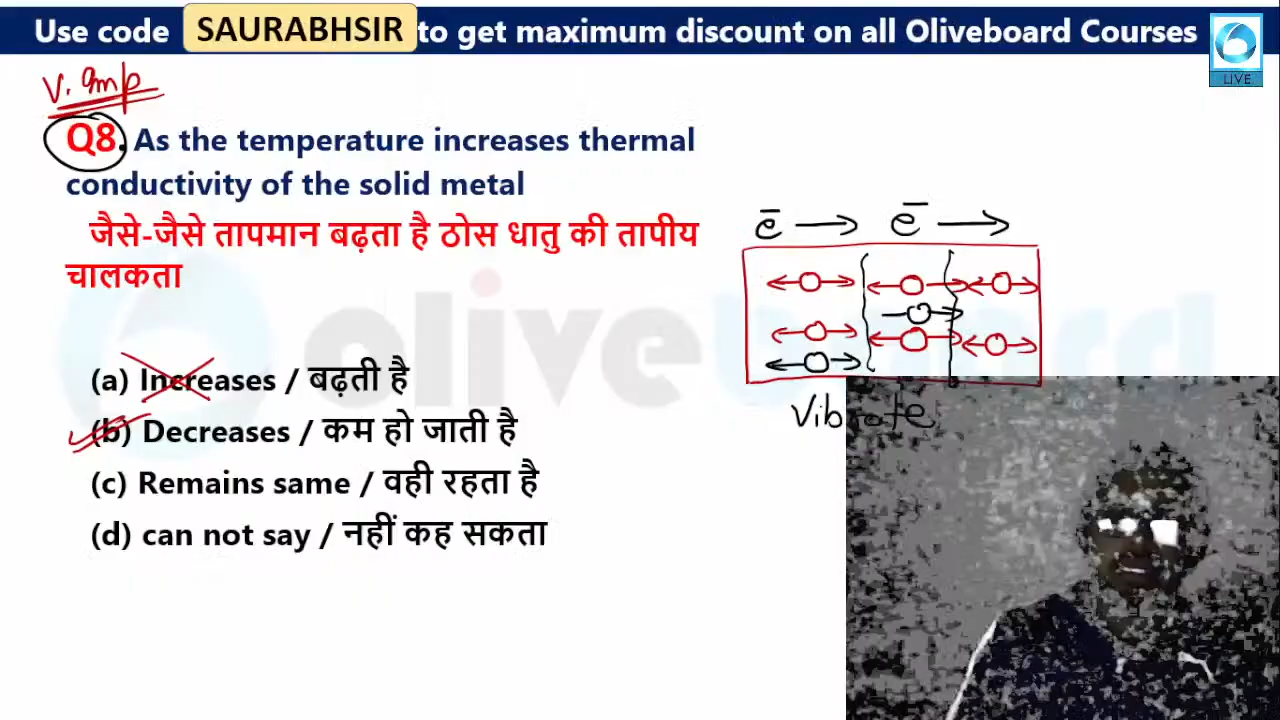 Use code SAURABHSIR to get maximum discount on all Oliveboard Courses
LIVE
V. Imp
Q8. As the temperature increases thermal
conductivity of the solid metal
जैसे-जैसे तापमान बढ़ता है ठोस धातु की तापीय
चालकता
e⁻ → e⁻ →
oliveboard
(a) Increases / बढ़ती है
(b) Decreases / कम हो जाती है
Vibrate
(c) Remains same / वही रहता है
(d) can not say / नहीं कह सकता